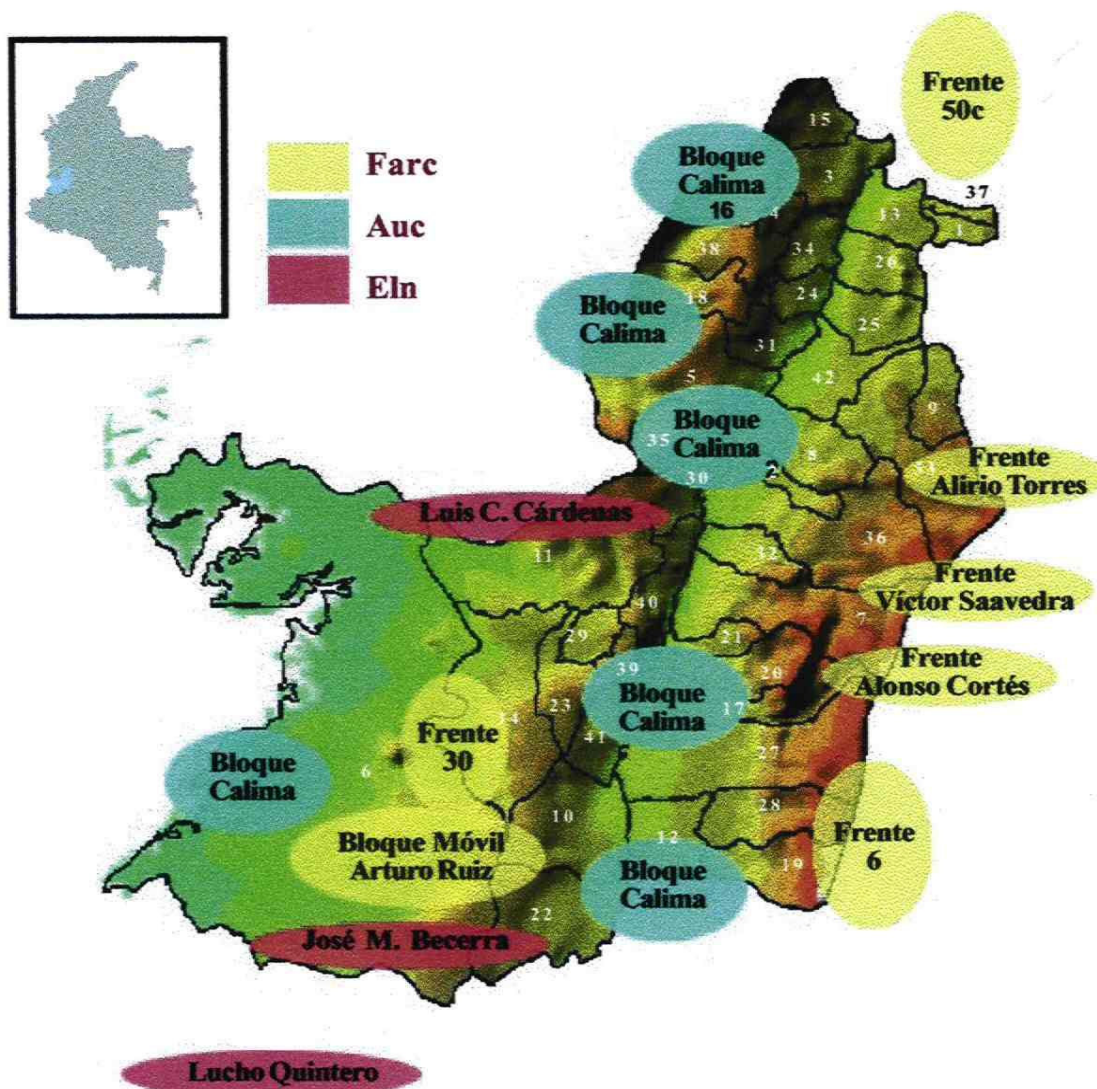 Farc
Auc
Eln
Frente
50c
15
Bloque
Calima
16
3
37
13
1
38
34
26
18
24
Bloque
Calima
25
31
5
42
9
Bloque
Calima
35
8
30
2
Frente
Alirio Torres
Luis C. Cárdenas
11
32
36
Frente
Víctor Saavedra
40
7
29
21
20
Frente
Alonso Cortés
39
Bloque
Calima
17
23
14
41
27
Frente
30
6
Bloque
Calima
10
28
12
19
Frente
6
Bloque Móvil
Arturo Ruiz
Bloque
Calima
22
José M. Becerra
Lucho Quintero